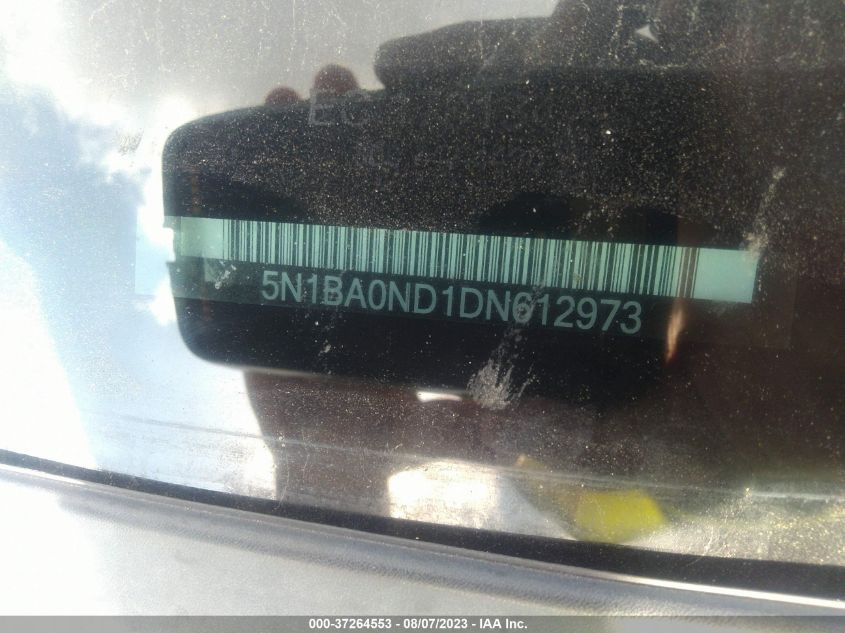 5N1BA0ND1DN612973
000-37264553 — 08/07/2023 — IAA Inc.